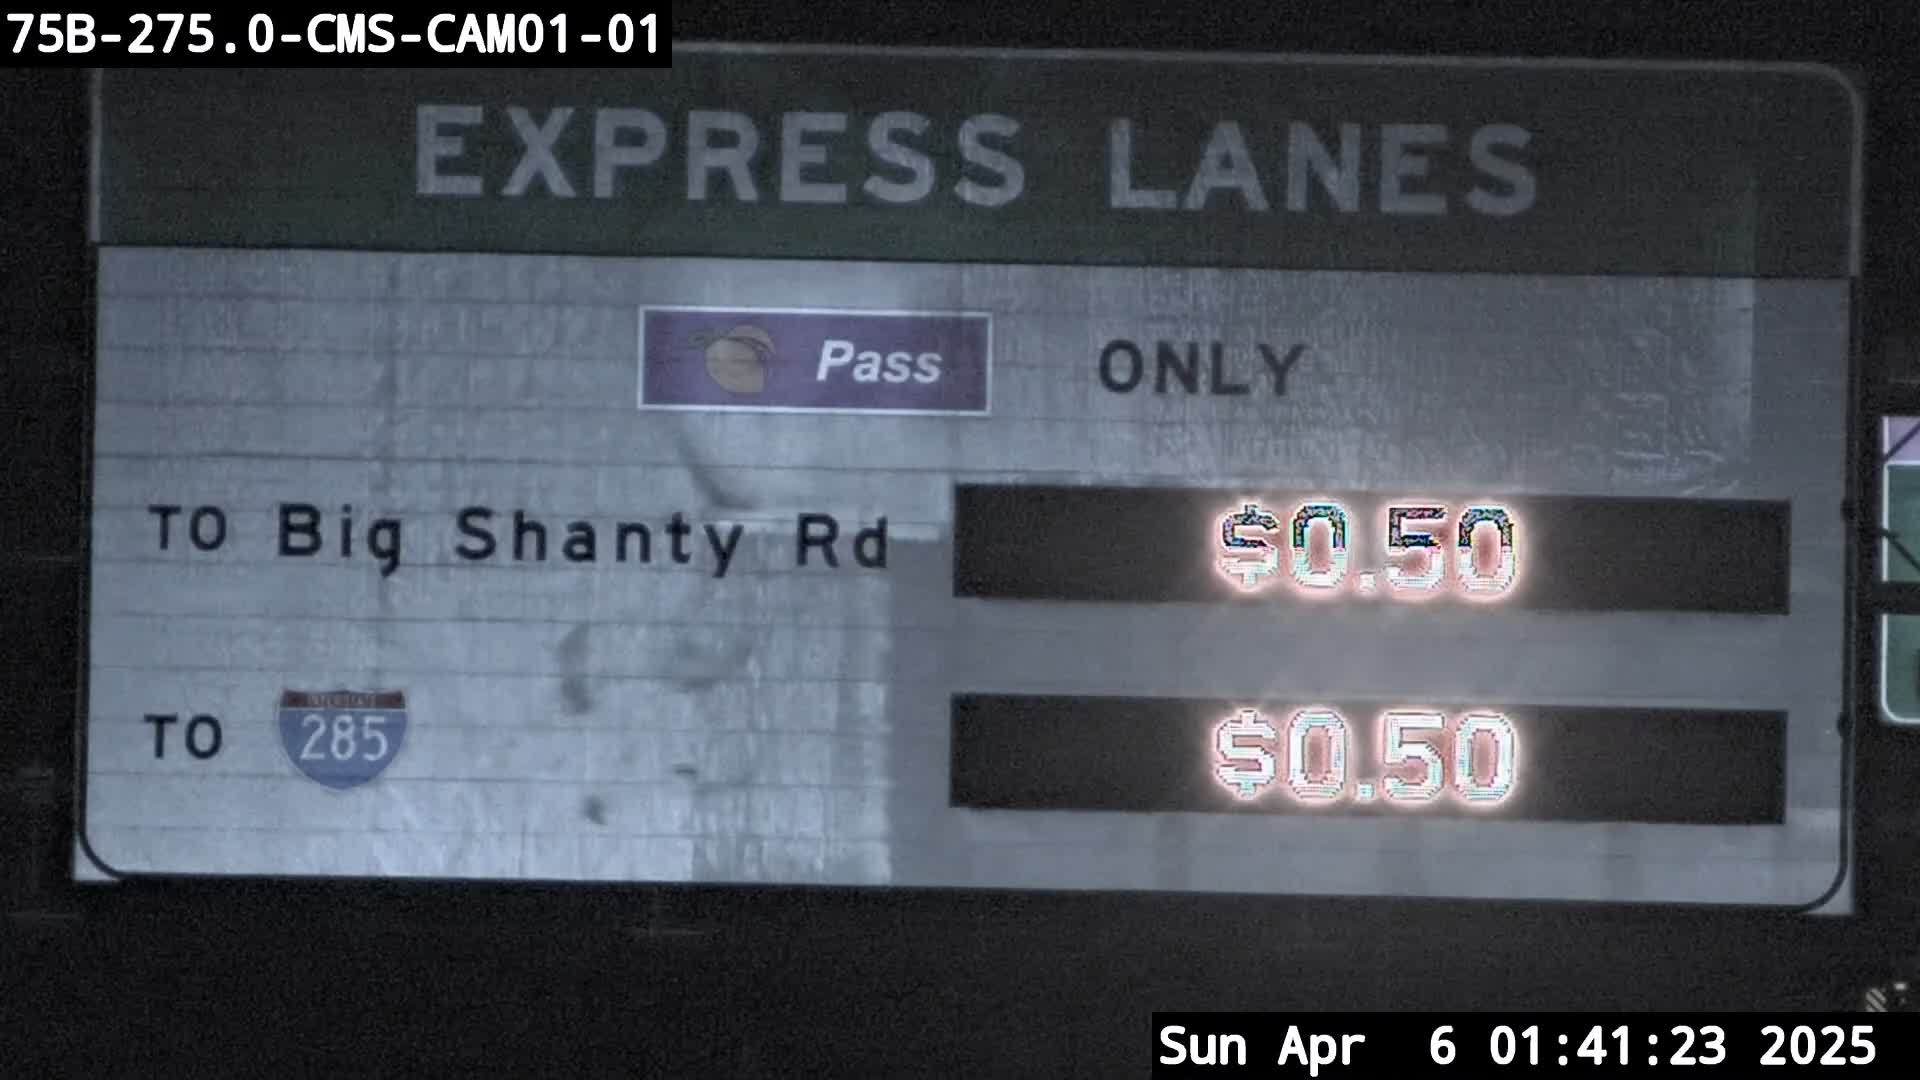 75B-275.0-CMS-CAM01-01
EXPRESS LANES
Pass ONLY
TO Big Shanty Rd $0.50
INTERSTATE
TO 285 $0.50
Sun Apr 6 01:41:23 2025